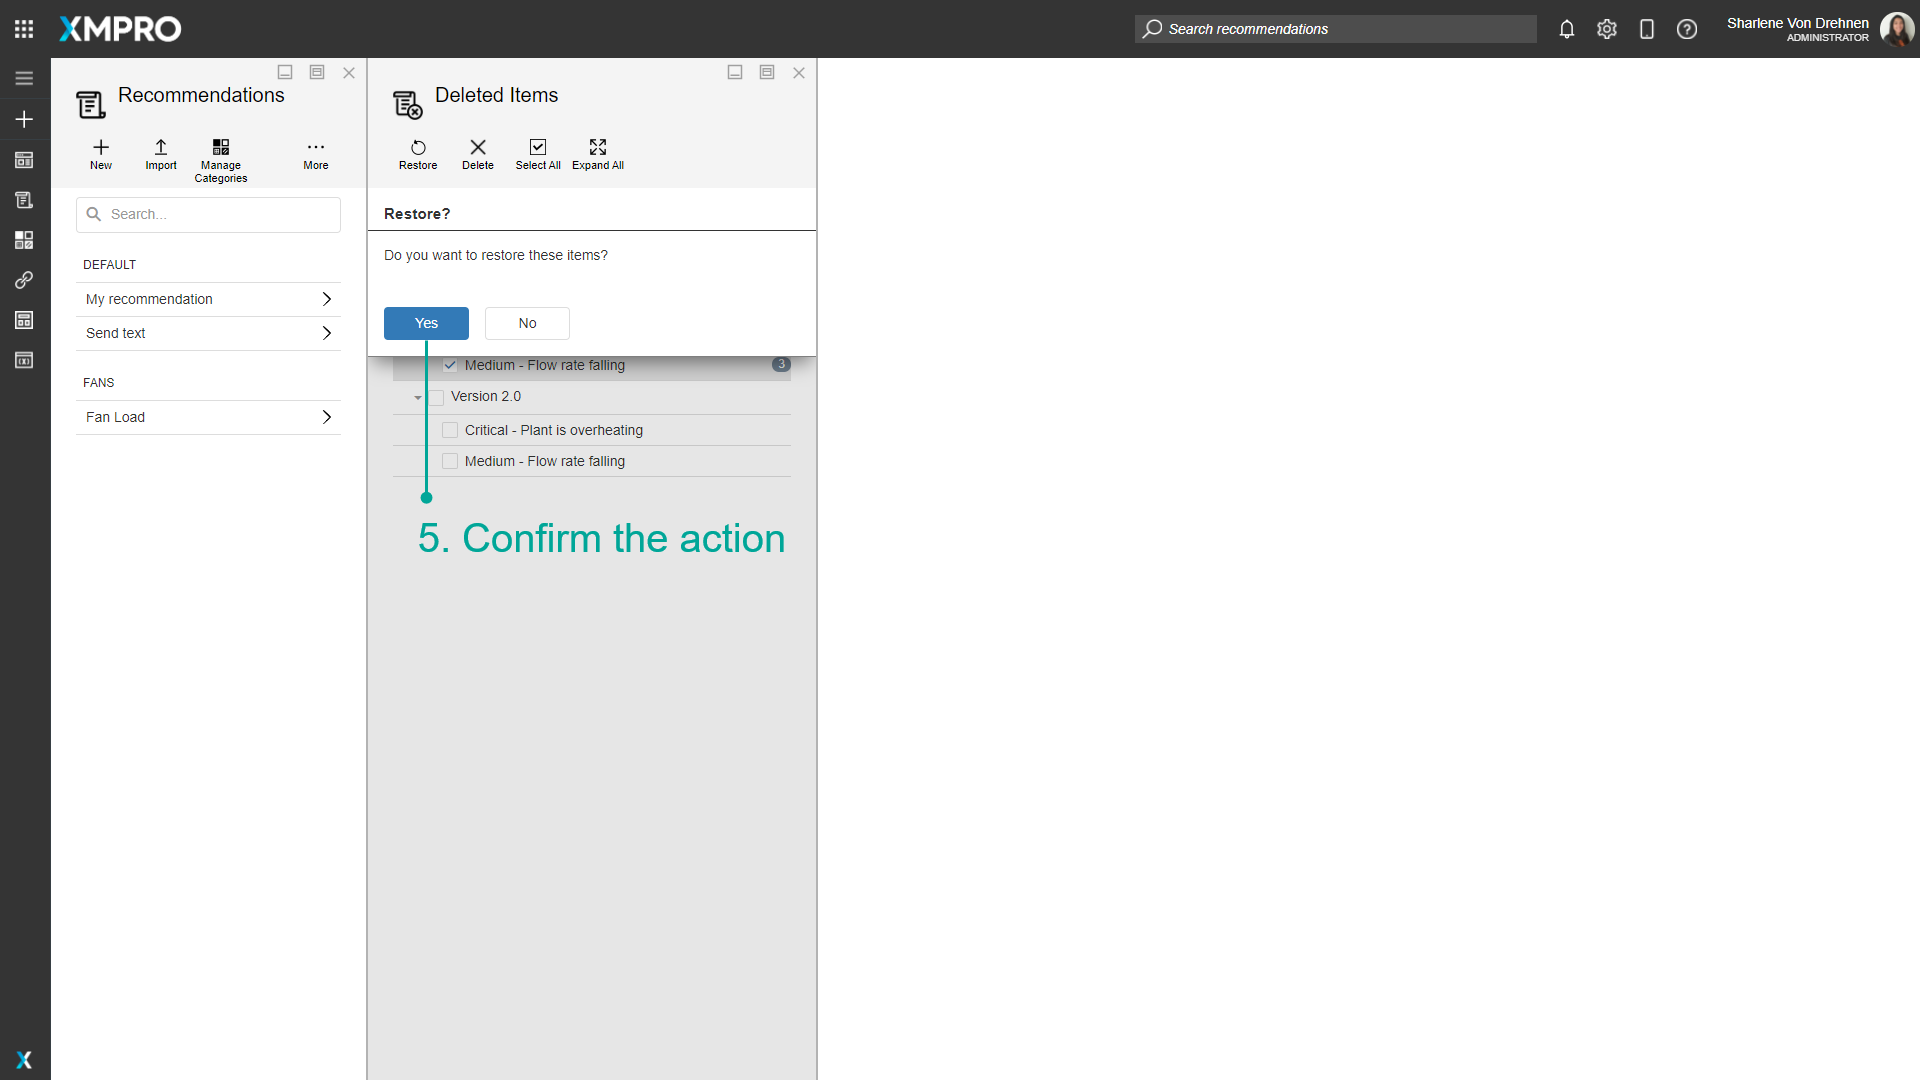 XMPRO
Search recommendations
Sharlene Von Drehnen
ADMINISTRATOR
Recommendations
New
Import
Manage
Categories
More
Search...
DEFAULT
My recommendation
Send text
FANS
Fan Load
Deleted Items
Restore
Delete
Select All
Expand All
Restore?
Do you want to restore these items?
Yes
No
Medium - Flow rate falling
3
Version 2.0
Critical - Plant is overheating
Medium - Flow rate falling
5. Confirm the action